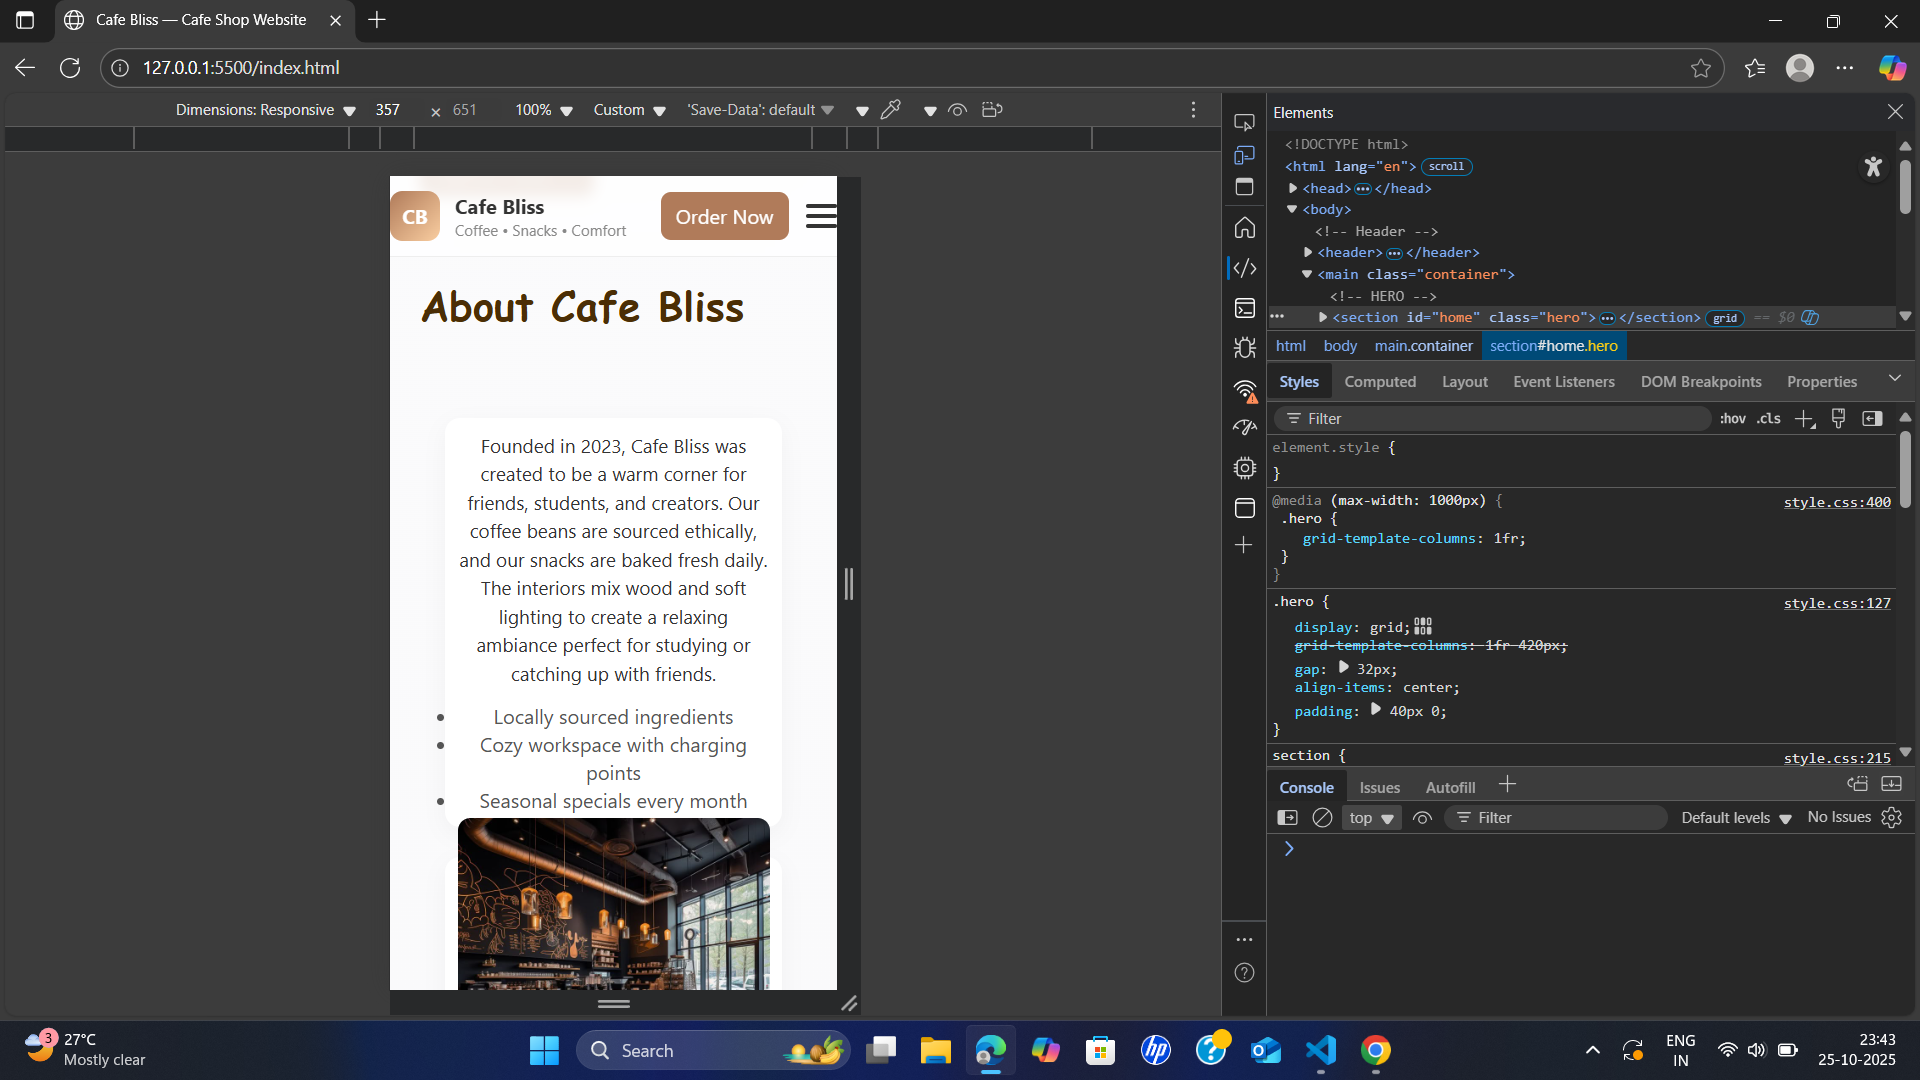 Cafe Bliss — Cafe Shop Website
127.0.0.1:5500/index.html
Dimensions: Responsive 357 × 651 100% Custom 'Save-Data': default
CB
Cafe Bliss
Coffee • Snacks • Comfort
Order Now
About Cafe Bliss
Founded in 2023, Cafe Bliss was
created to be a warm corner for
friends, students, and creators. Our
coffee beans are sourced ethically,
and our snacks are baked fresh daily.
The interiors mix wood and soft
lighting to create a relaxing
ambiance perfect for studying or
catching up with friends.
• Locally sourced ingredients
• Cozy workspace with charging
points
• Seasonal specials every month
Elements
<!DOCTYPE html>
<html lang="en"> scroll
<head>•••</head>
<body>
<!-- Header -->
<header>•••</header>
<main class="container">
<!-- HERO -->
••• <section id="home" class="hero">•••</section> grid == $0
html body main.container section#home.hero
Styles Computed Layout Event Listeners DOM Breakpoints Properties
Filter :hov .cls
element.style {
}
@media (max-width: 1000px) { style.css:400
.hero {
grid-template-columns: 1fr;
}
}
.hero { style.css:127
display: grid;
grid-template-columns: 1fr 420px;
gap: 32px;
align-items: center;
padding: 40px 0;
}
section { style.css:215
Console Issues Autofill
top Filter Default levels No Issues
3 27°C
Mostly clear
Search
hp
ENG
IN
23:43
25-10-2025